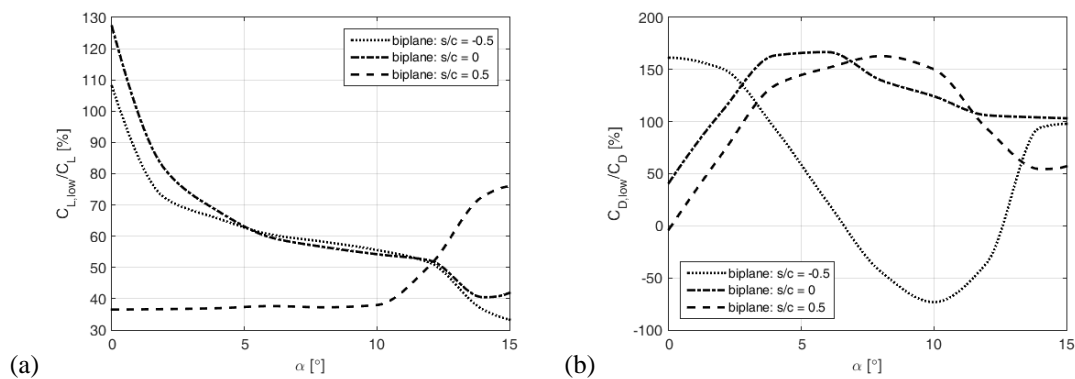 130
120
110
100
90
80
70
60
50
40
30
C_L,low/C_L [%]
biplane: s/c = -0.5
biplane: s/c = 0
biplane: s/c = 0.5
0
5
10
15
α [°]
(a)
200
150
100
50
0
-50
-100
C_D,low/C_D [%]
biplane: s/c = -0.5
biplane: s/c = 0
biplane: s/c = 0.5
0
5
10
15
α [°]
(b)